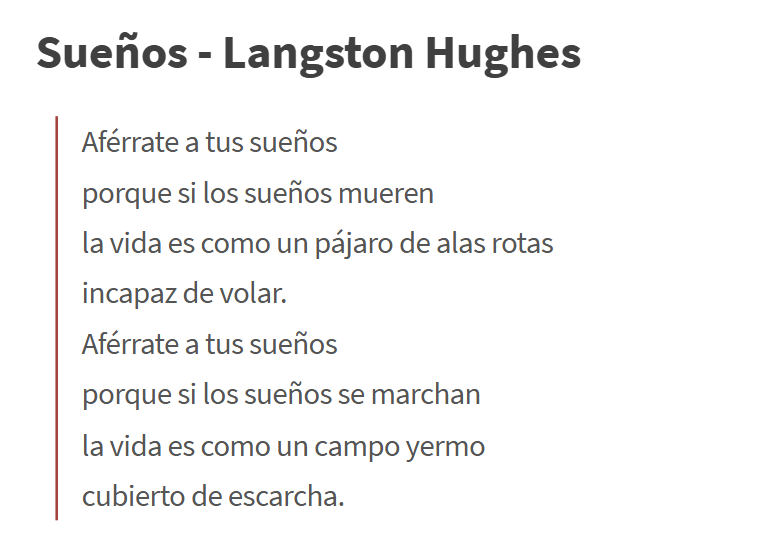 Sueños - Langston Hughes
Aférrate a tus sueños
porque si los sueños mueren
la vida es como un pájaro de alas rotas
incapaz de volar.
Aférrate a tus sueños
porque si los sueños se marchan
la vida es como un campo yermo
cubierto de escarcha.